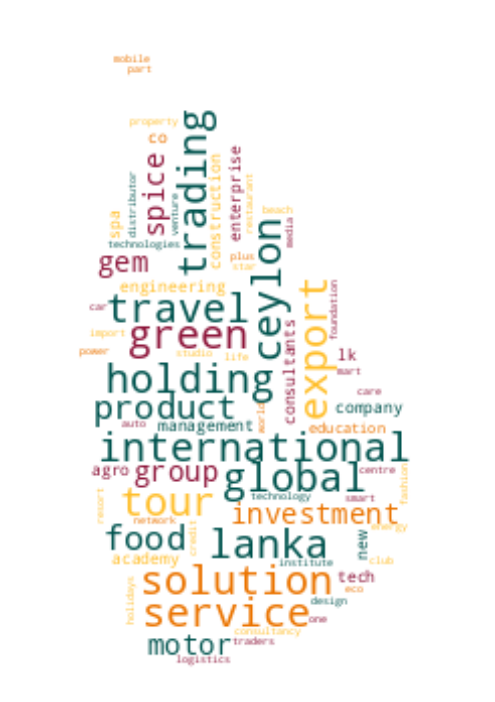 mobile
part
property
co
trading
spice
distributor
venture
construction
enterprise
restaurant
spa
beach
media
technologies
ceylon
gem
plus
star
engineering
export
foundation
car
travel
green
import
power
studio
life
consultants
lk
mart
holding
care
product
world
company
auto
management
education
international
agro
group
global
centre
fashion
resort
tour
technology
smart
investment
network
credit
energy
food
lanka
new
academy
institute
club
solution
tech
eco
holidays
design
service
one
consultancy
motor
traders
logistics